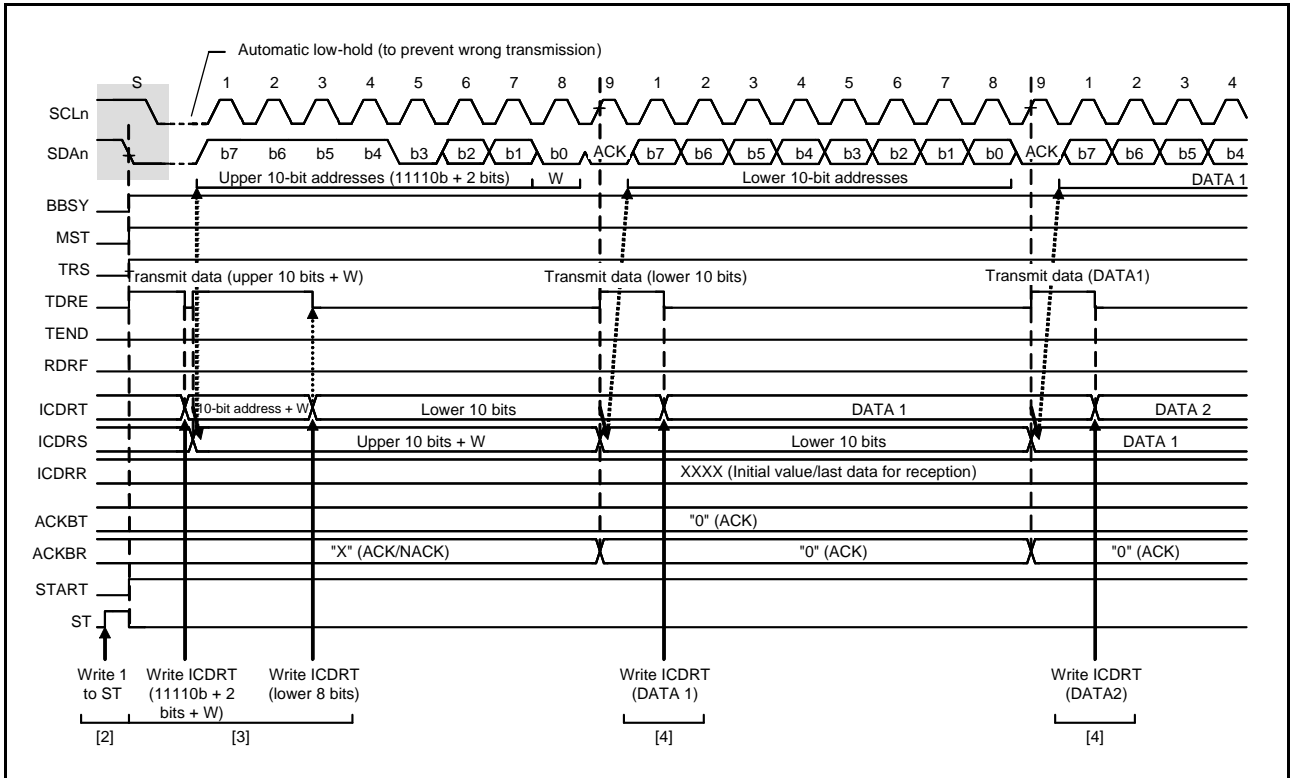 Automatic low-hold (to prevent wrong transmission)
S 1 2 3 4 5 6 7 8 9 1 2 3 4 5 6 7 8 9 1 2 3 4
SCLn
SDAn b7 b6 b5 b4 b3 b2 b1 b0 ACK b7 b6 b5 b4 b3 b2 b1 b0 ACK b7 b6 b5 b4
Upper 10-bit addresses (11110b + 2 bits) W Lower 10-bit addresses DATA 1
BBSY
MST
TRS
Transmit data (upper 10 bits + W) Transmit data (lower 10 bits) Transmit data (DATA1)
TDRE
TEND
RDRF
ICDRT 10-bit address + W Lower 10 bits DATA 1 DATA 2
ICDRS Upper 10 bits + W Lower 10 bits DATA 1
ICDRR XXXX (Initial value/last data for reception)
ACKBT "0" (ACK)
ACKBR "X" (ACK/NACK) "0" (ACK) "0" (ACK)
START
ST
Write 1 Write ICDRT Write ICDRT Write ICDRT Write ICDRT
to ST (11110b + 2 (lower 8 bits) (DATA 1) (DATA2)
bits + W)
[2] [3] [4] [4]